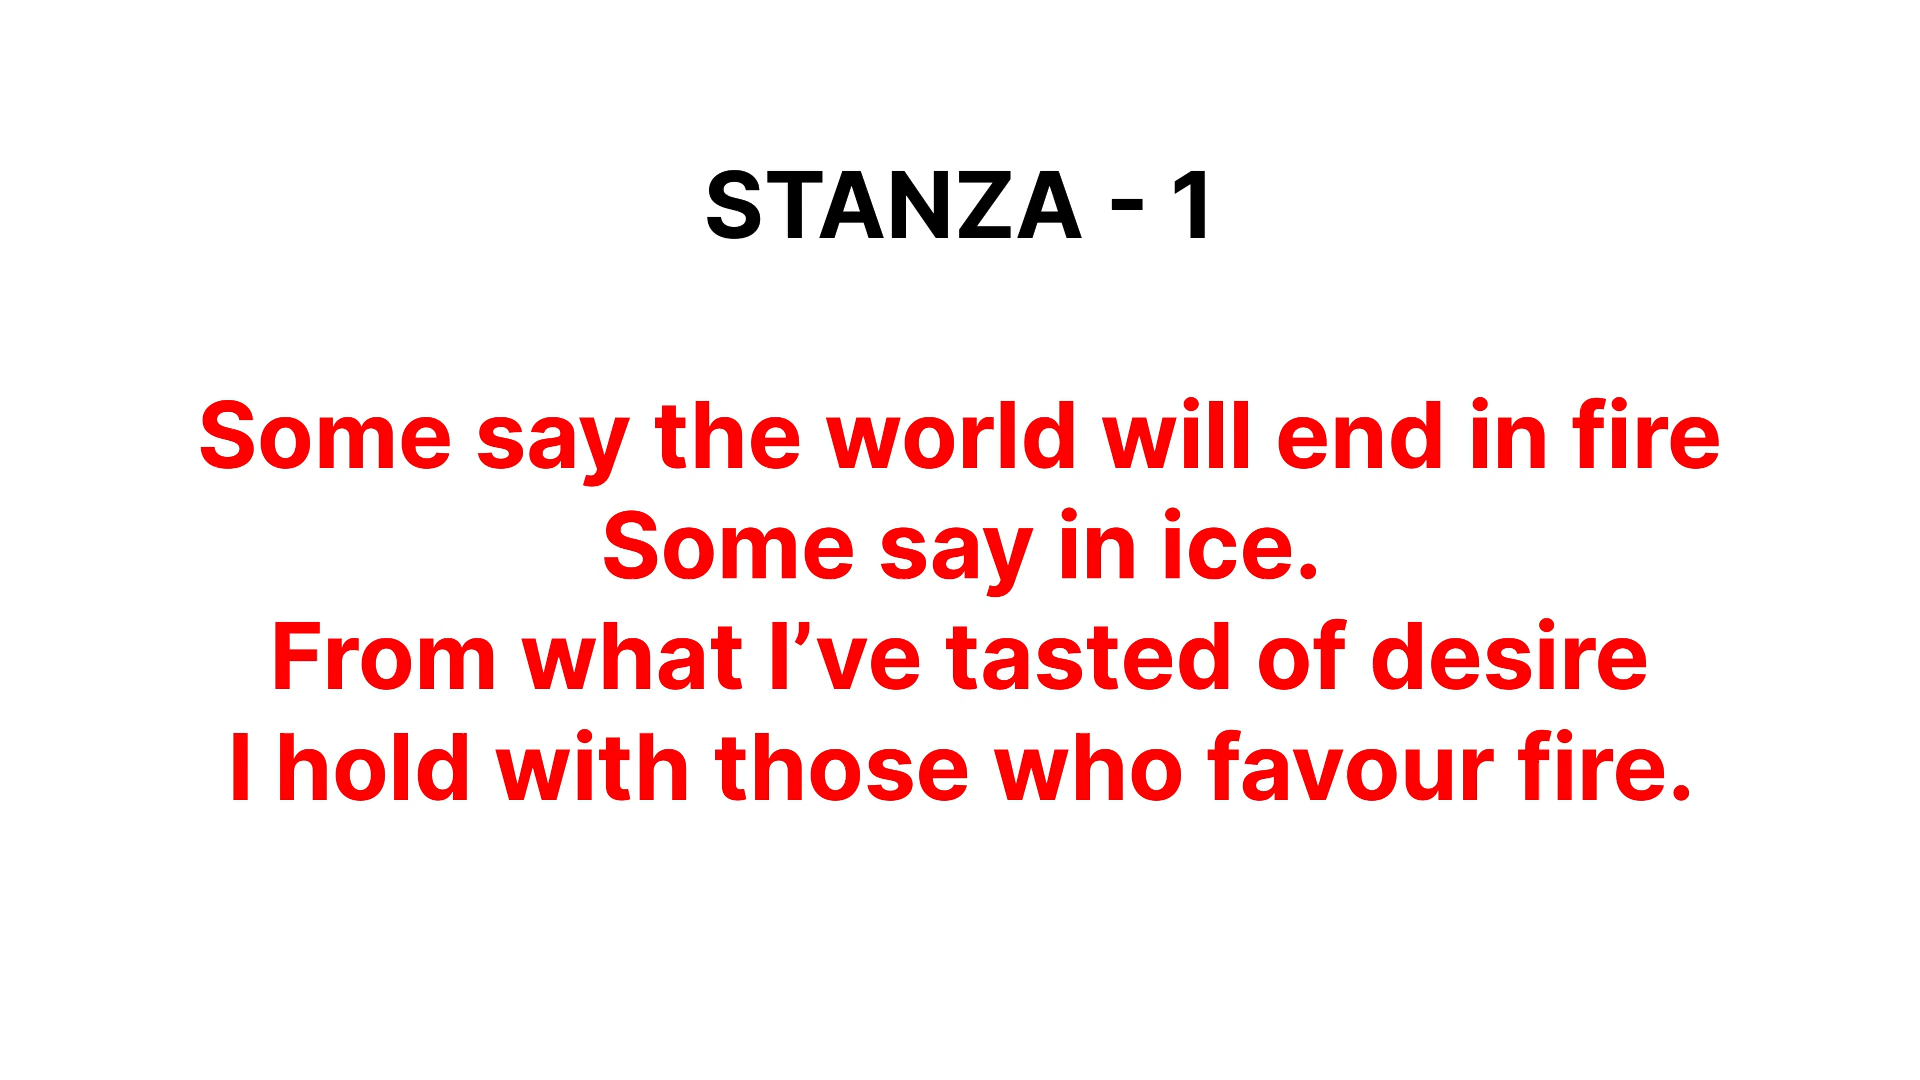 STANZA - 1
Some say the world will end in fire
Some say in ice.
From what I’ve tasted of desire
I hold with those who favour fire.